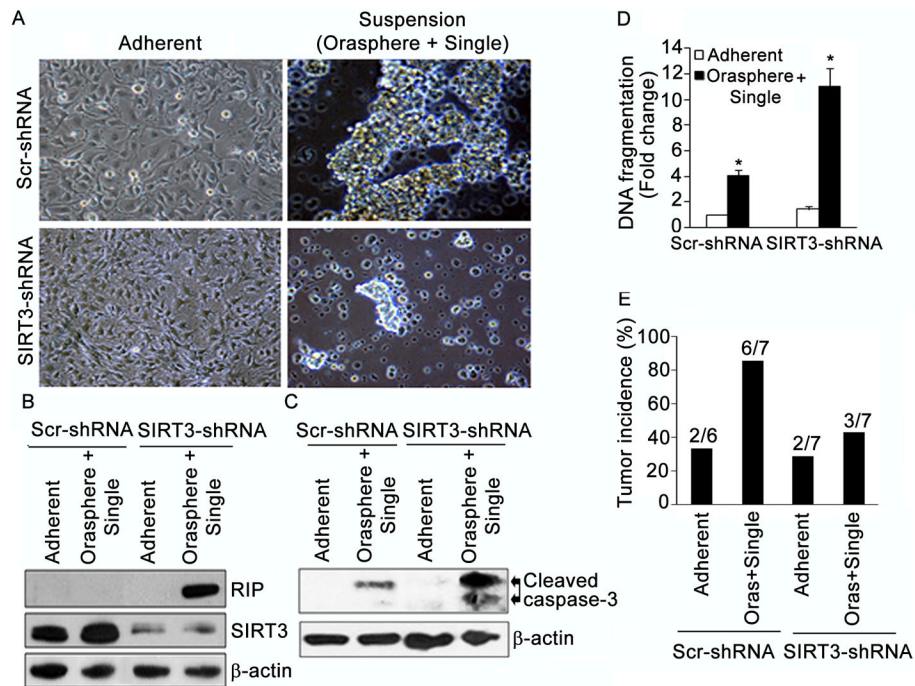 A
Adherent
Suspension
(Orasphere + Single)
Scr-shRNA
SIRT3-shRNA
B
Scr-shRNA SIRT3-shRNA
Adherent
Orasphere +
Single
Adherent
Orasphere +
Single
RIP
SIRT3
β-actin
C
Scr-shRNA SIRT3-shRNA
Adherent
Orasphere +
Single
Adherent
Orasphere +
Single
Cleaved
caspase-3
β-actin
D
DNA fragmentation
(Fold change)
14
12
10
8
6
4
2
0
Adherent
Orasphere +
Single
*
*
Scr-shRNA SIRT3-shRNA
E
Tumor incidence (%)
100
80
60
40
20
2/6
6/7
2/7
3/7
Adherent
Oras+Single
Adherent
Oras+Single
Scr-shRNA SIRT3-shRNA